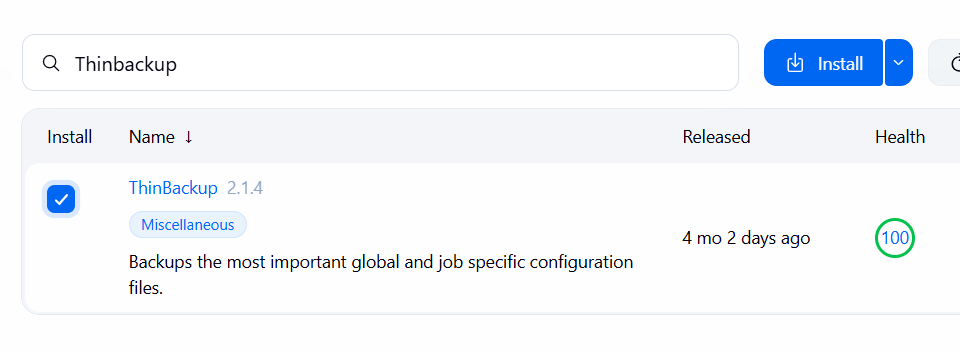 Thinbackup
Install
Install Name ↓ Released Health
ThinBackup 2.1.4
Miscellaneous
4 mo 2 days ago
100
Backups the most important global and job specific configuration
files.